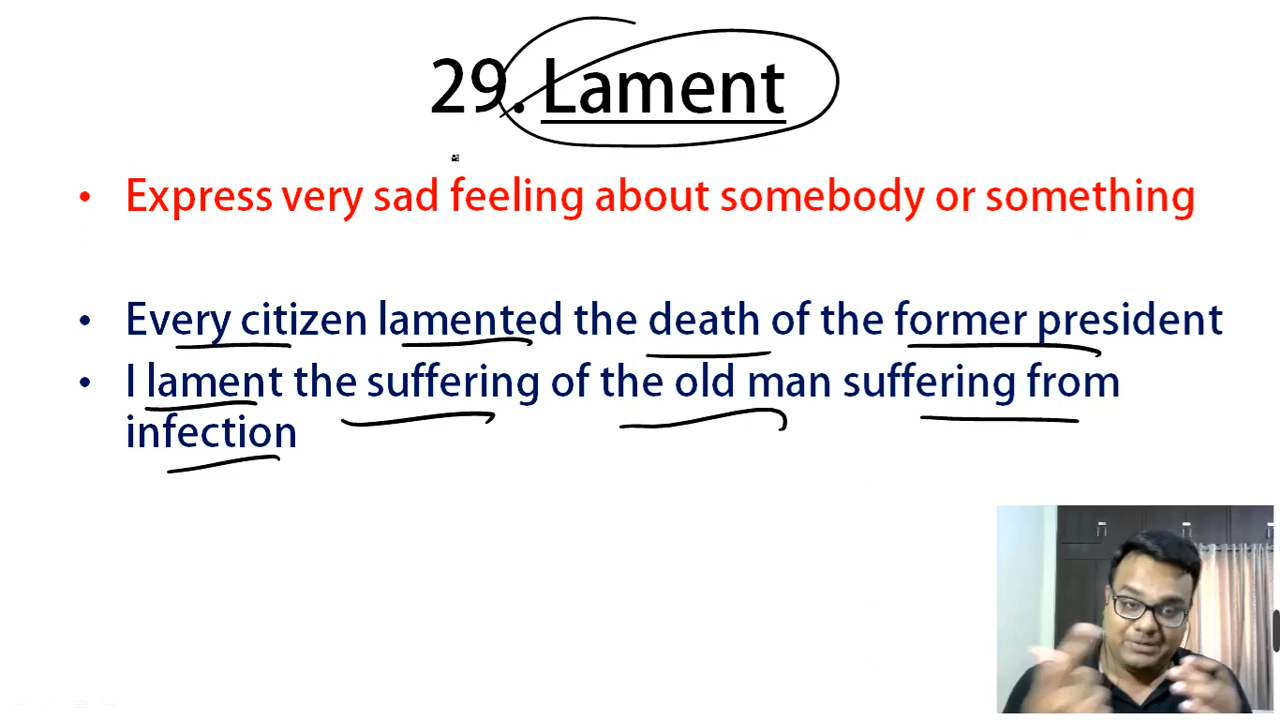 29. Lament
• Express very sad feeling about somebody or something
• Every citizen lamented the death of the former president
• I lament the suffering of the old man suffering from
infection